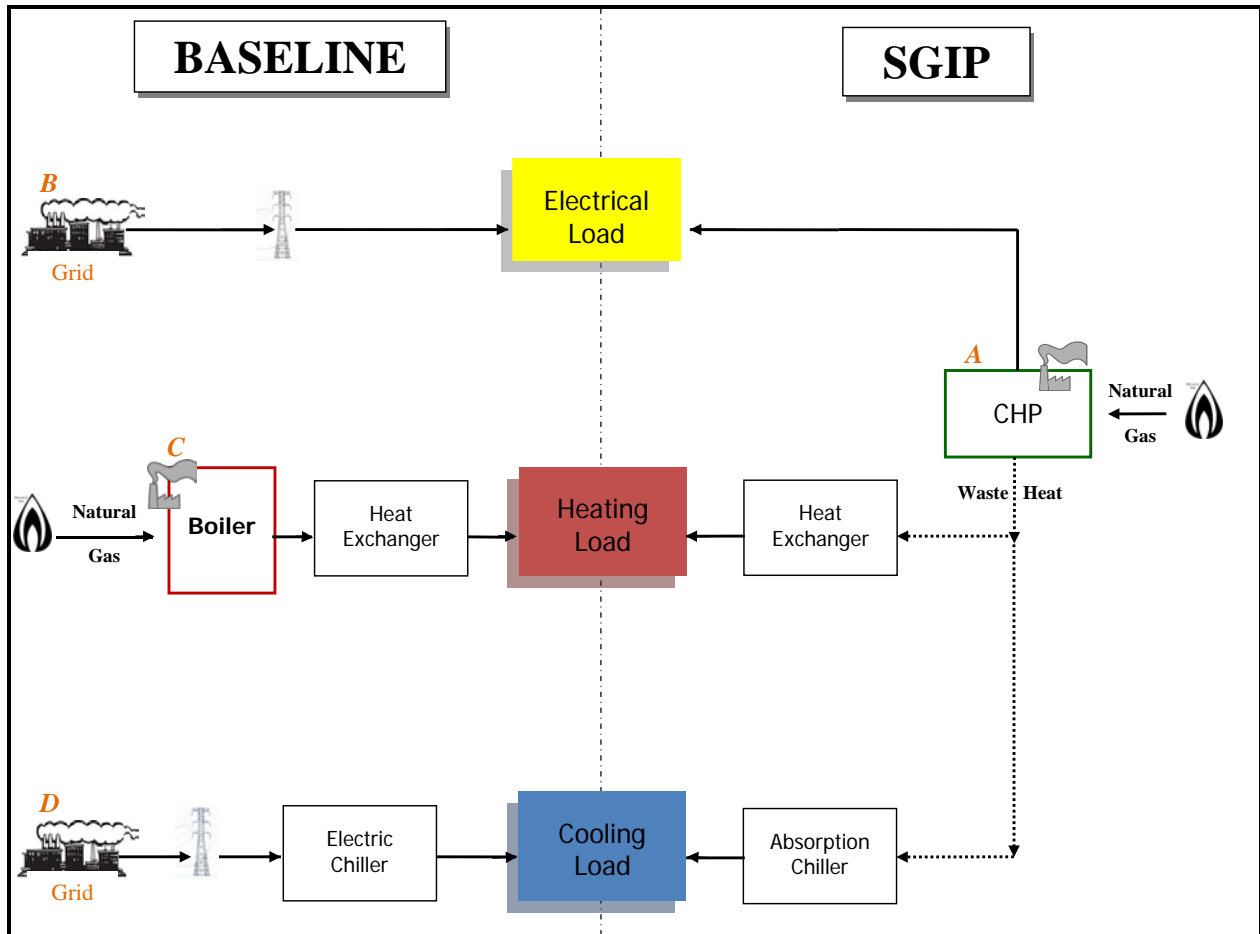 BASELINE
SGIP
B
Grid
Electrical
Load
A
CHP
Natural
Gas
Waste Heat
C
Natural
Gas
Boiler
Heat
Exchanger
Heating
Load
Heat
Exchanger
D
Grid
Electric
Chiller
Cooling
Load
Absorption
Chiller